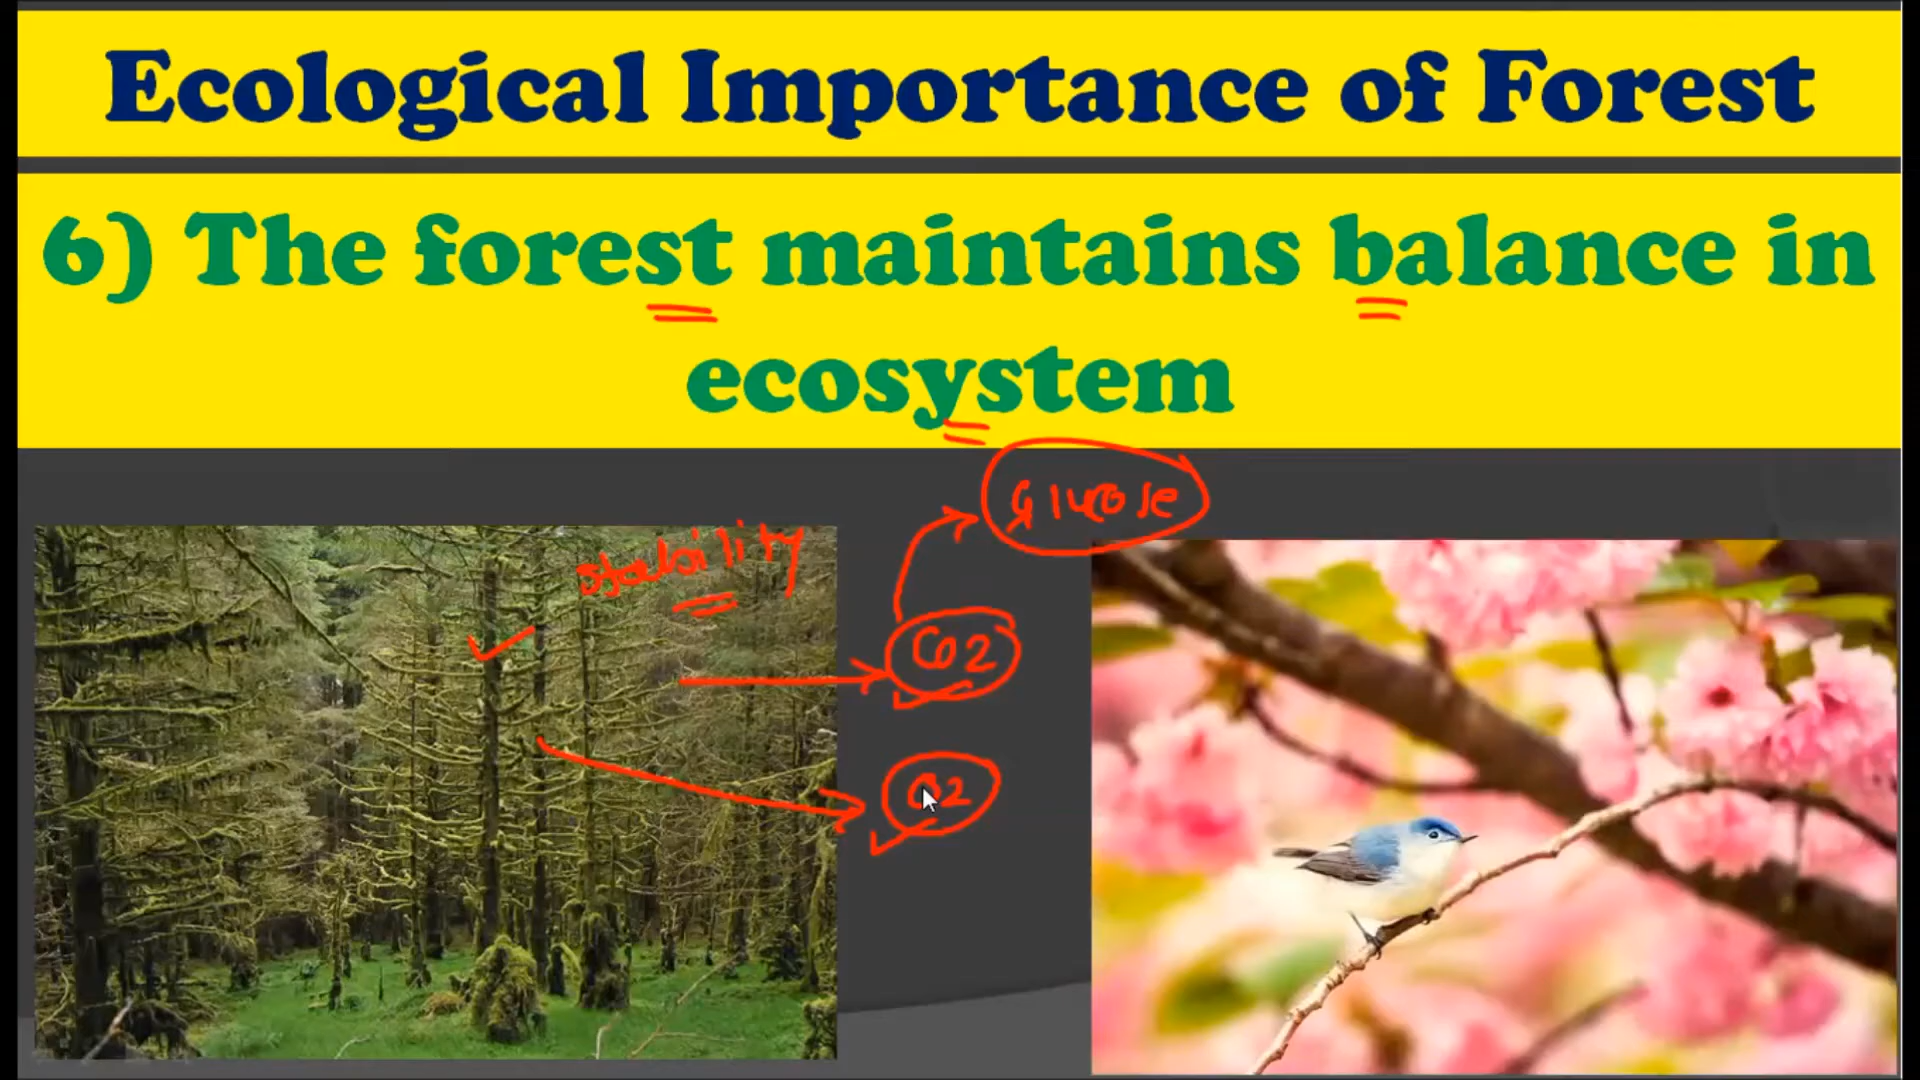 Ecological Importance of Forest
6) The forest maintains balance in
ecosystem
Glucose
stability
CO2
O2